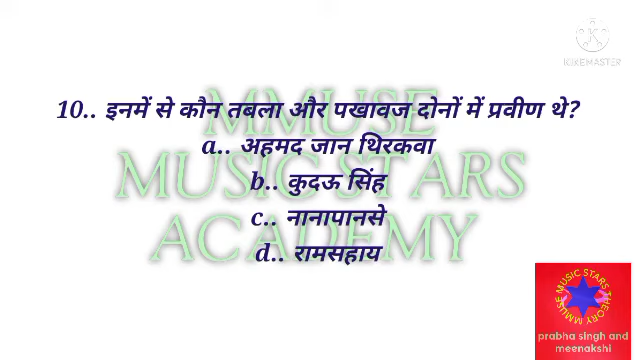 KINEMASTER
10.. इनमें से कौन तबला और पखावज दोनों में प्रवीण थे?
a.. अहमद जान थिरकवा
b.. कुदऊ सिंह
c.. नानापानसे
d.. रामसहाय
MMUSE
MUSIC STARS
ACADEMY
MMUSE MUSIC STARS THEORY
prabha singh and
meenakshi